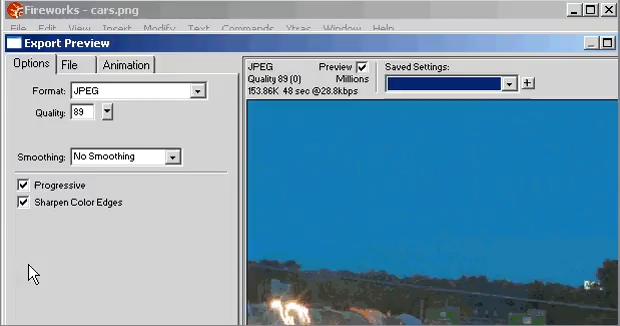 Fireworks - cars.png
File Edit View Insert Modify Text Commands Xtras Window Help
Export Preview
Options File Animation
Format: JPEG
Quality: 89
Smoothing: No Smoothing
Progressive
Sharpen Color Edges
JPEG Preview
Quality 89 (0) Millions
153.86K 48 sec @28.8kbps
Saved Settings: